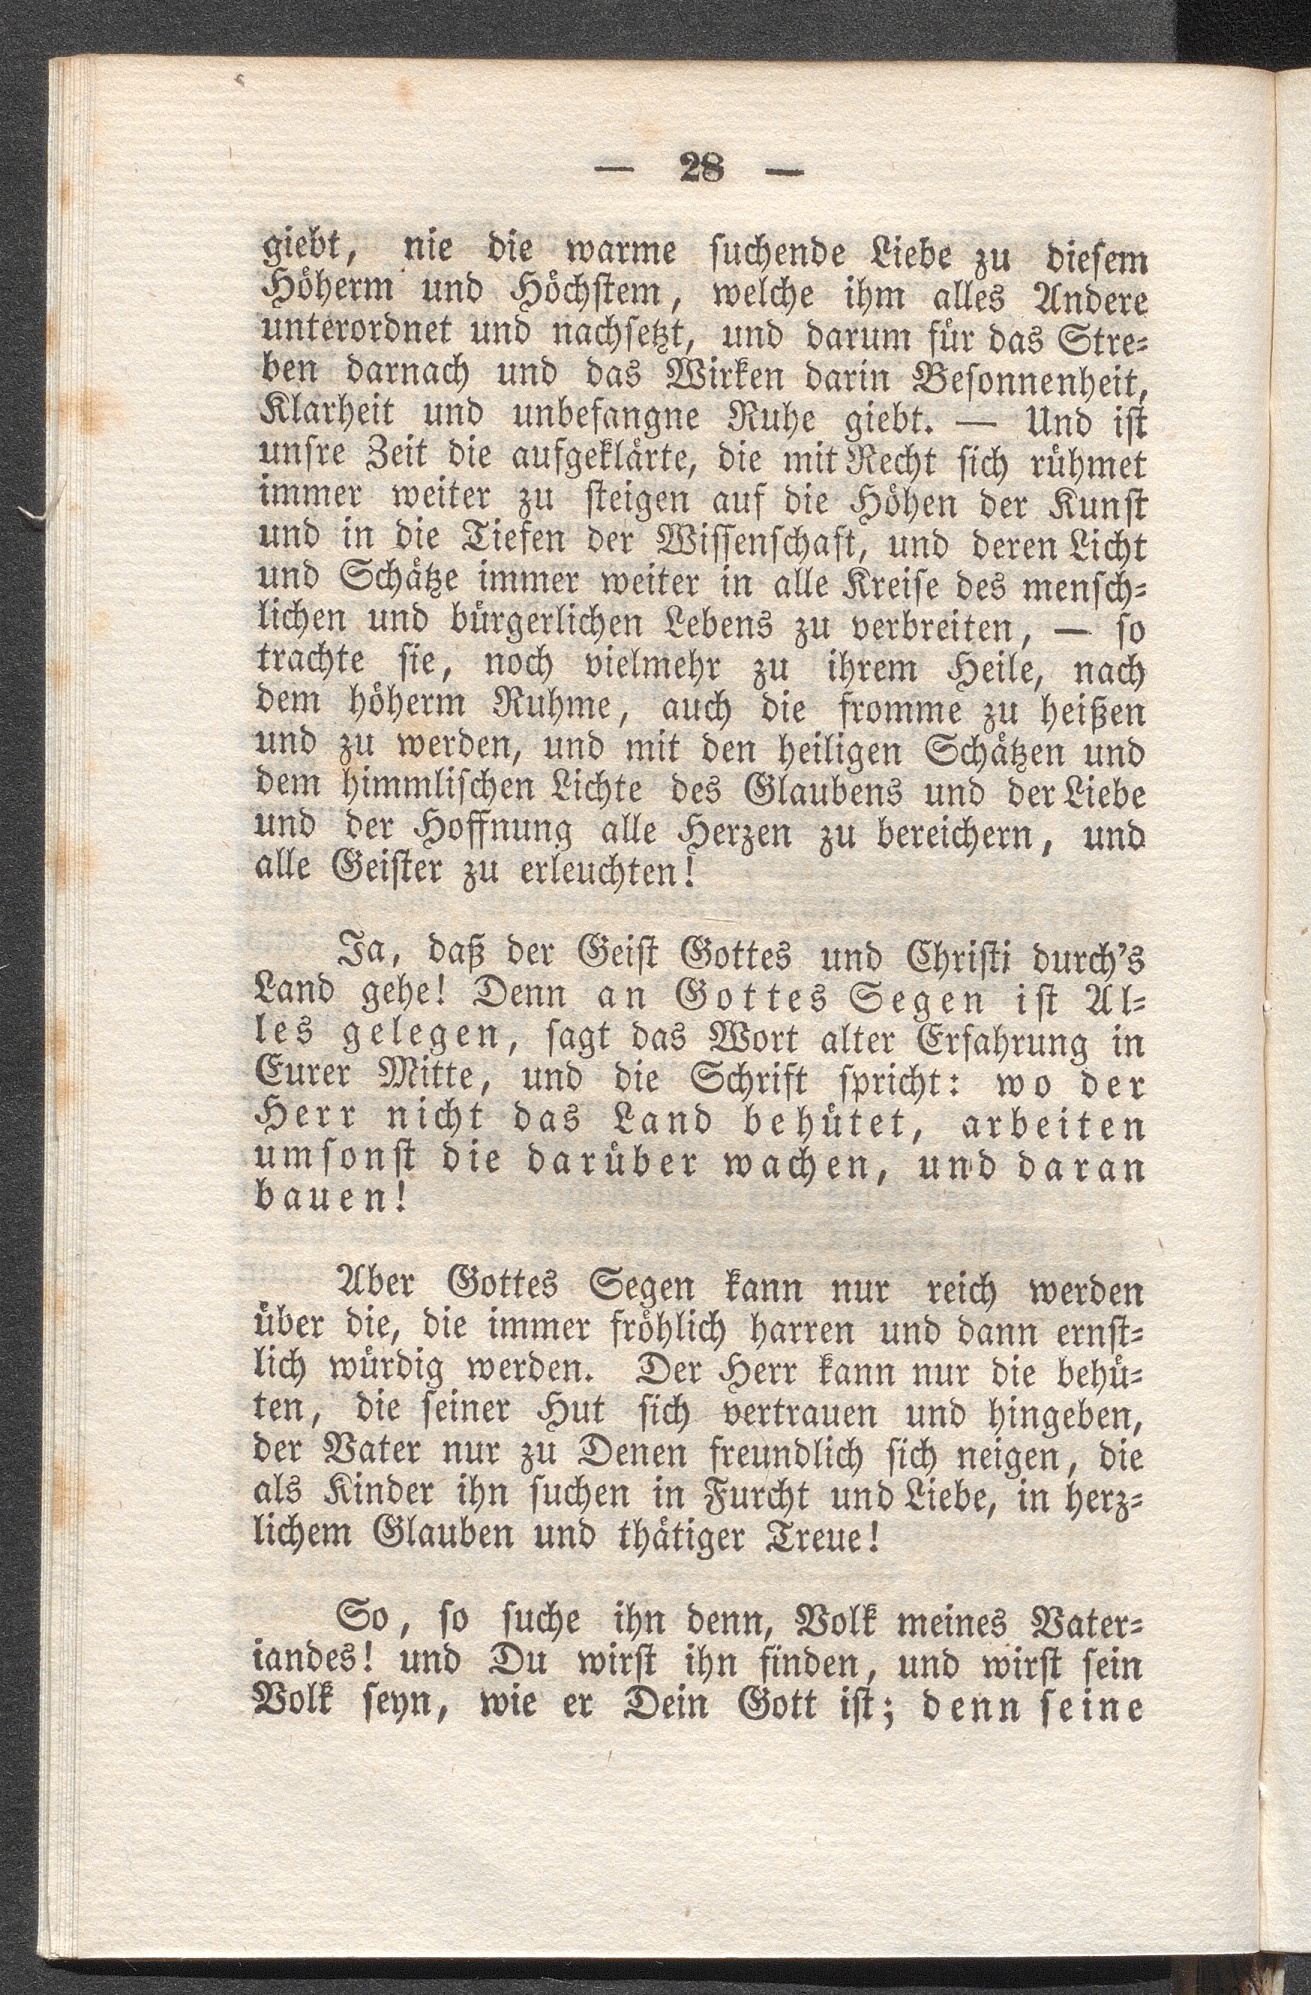 — 28 —
giebt, nie die warme suchende Liebe zu diesem
Höherm und Höchstem, welche ihm alles Andere
unterordnet und nachsetzt, und darum für das Stre-
ben darnach und das Wirken darin Besonnenheit,
Klarheit und unbefangne Ruhe giebt. — Und ist
unsre Zeit die aufgeklärte, die mit Recht sich rühmet
immer weiter zu steigen auf die Höhen der Kunst
und in die Tiefen der Wissenschaft, und deren Licht
und Schätze immer weiter in alle Kreise des mensch-
lichen und bürgerlichen Lebens zu verbreiten, — so
trachte sie, noch vielmehr zu ihrem Heile, nach
dem höherm Ruhme, auch die fromme zu heißen
und zu werden, und mit den heiligen Schätzen und
dem himmlischen Lichte des Glaubens und der Liebe
und der Hoffnung alle Herzen zu bereichern, und
alle Geister zu erleuchten!
Ja, daß der Geist Gottes und Christi durch's
Land gehe! Denn an Gottes Segen ist Al-
les gelegen, sagt das Wort alter Erfahrung in
Eurer Mitte, und die Schrift spricht: wo der
Herr nicht das Land behütet, arbeiten
umsonst die darüber wachen, und daran
bauen!
Aber Gottes Segen kann nur reich werden
über die, die immer fröhlich harren und dann ernst-
lich würdig werden. Der Herr kann nur die behü-
ten, die seiner Hut sich vertrauen und hingeben,
der Vater nur zu Denen freundlich sich neigen, die
als Kinder ihn suchen in Furcht und Liebe, in herz-
lichem Glauben und thätiger Treue!
So, so suche ihn denn, Volk meines Vater-
iandes! und Du wirst ihn finden, und wirst sein
Volk seyn, wie er Dein Gott ist; denn seine